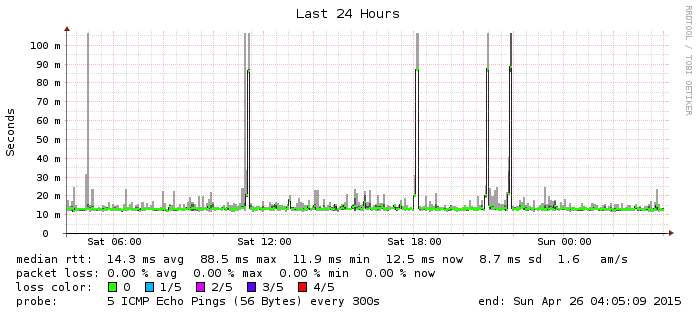 Last 24 Hours
RRDTOOL / TOBI OETIKER
Seconds
100 m
90 m
80 m
70 m
60 m
50 m
40 m
30 m
20 m
10 m
0
Sat 06:00 Sat 12:00 Sat 18:00 Sun 00:00
median rtt: 14.3 ms avg 88.5 ms max 11.9 ms min 12.5 ms now 8.7 ms sd 1.6 am/s
packet loss: 0.00 % avg 0.00 % max 0.00 % min 0.00 % now
loss color: 0 1/5 2/5 3/5 4/5
probe: 5 ICMP Echo Pings (56 Bytes) every 300s end: Sun Apr 26 04:05:09 2015